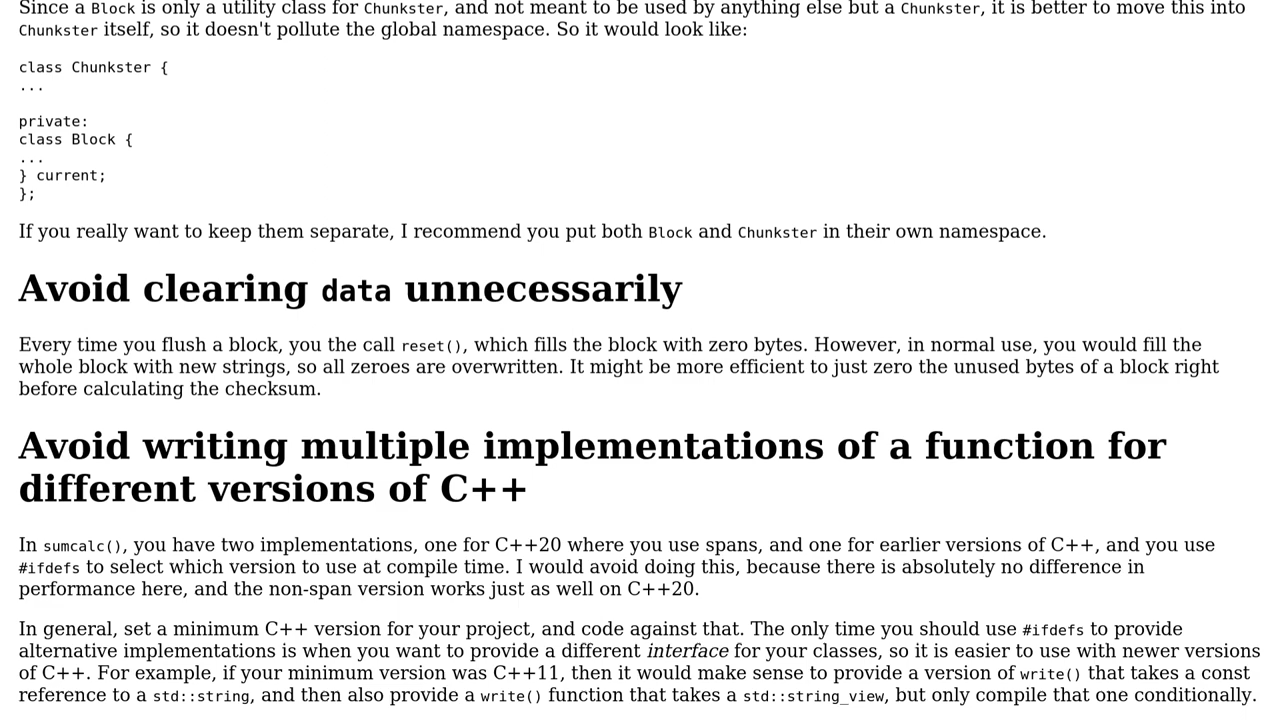 Since a Block is only a utility class for Chunkster, and not meant to be used by anything else but a Chunkster, it is better to move this into
Chunkster itself, so it doesn't pollute the global namespace. So it would look like:
class Chunkster {
...
private:
class Block {
...
} current;
};
If you really want to keep them separate, I recommend you put both Block and Chunkster in their own namespace.
Avoid clearing data unnecessarily
Every time you flush a block, you the call reset(), which fills the block with zero bytes. However, in normal use, you would fill the
whole block with new strings, so all zeroes are overwritten. It might be more efficient to just zero the unused bytes of a block right
before calculating the checksum.
Avoid writing multiple implementations of a function for
different versions of C++
In sumcalc(), you have two implementations, one for C++20 where you use spans, and one for earlier versions of C++, and you use
#ifdefs to select which version to use at compile time. I would avoid doing this, because there is absolutely no difference in
performance here, and the non-span version works just as well on C++20.
In general, set a minimum C++ version for your project, and code against that. The only time you should use #ifdefs to provide
alternative implementations is when you want to provide a different interface for your classes, so it is easier to use with newer versions
of C++. For example, if your minimum version was C++11, then it would make sense to provide a version of write() that takes a const
reference to a std::string, and then also provide a write() function that takes a std::string_view, but only compile that one conditionally.